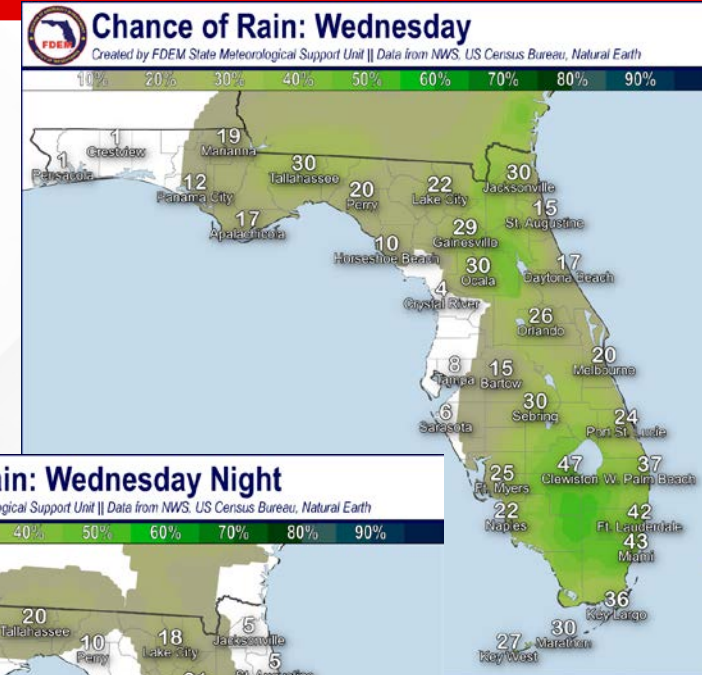 FDEM
Chance of Rain: Wednesday
Created by FDEM State Meteorological Support Unit || Data from NWS, US Census Bureau, Natural Earth
10% 20% 30% 40% 50% 60% 70% 80% 90%
1
Crestview
1
Pensacola
19
Marianna
12
Panama City
17
Apalachicola
30
Tallahassee
20
Perry
22
Lake City
30
Jacksonville
15
St. Augustine
29
Gainesville
10
Horseshoe Beach
30
Ocala
17
Daytona Beach
4
Crystal River
26
Orlando
8
Tampa
15
Bartow
20
Melbourne
30
Sebring
6
Sarasota
24
Port St. Lucie
25
Ft. Myers
47
Clewiston
37
W. Palm Beach
22
Naples
42
Ft. Lauderdale
43
Miami
36
Key Largo
30
Marathon
27
Key West
ain: Wednesday Night
ogical Support Unit || Data from NWS, US Census Bureau, Natural Earth
40% 50% 60% 70% 80% 90%
20
Tallahassee
10
Perry
18
Lake City
5
Jacksonville
5